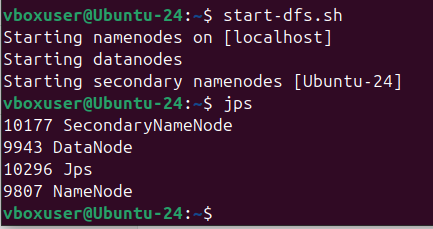 vboxuser@Ubuntu-24:~$ start-dfs.sh
Starting namenodes on [localhost]
Starting datanodes
Starting secondary namenodes [Ubuntu-24]
vboxuser@Ubuntu-24:~$ jps
10177 SecondaryNameNode
9943 DataNode
10296 Jps
9807 NameNode
vboxuser@Ubuntu-24:~$